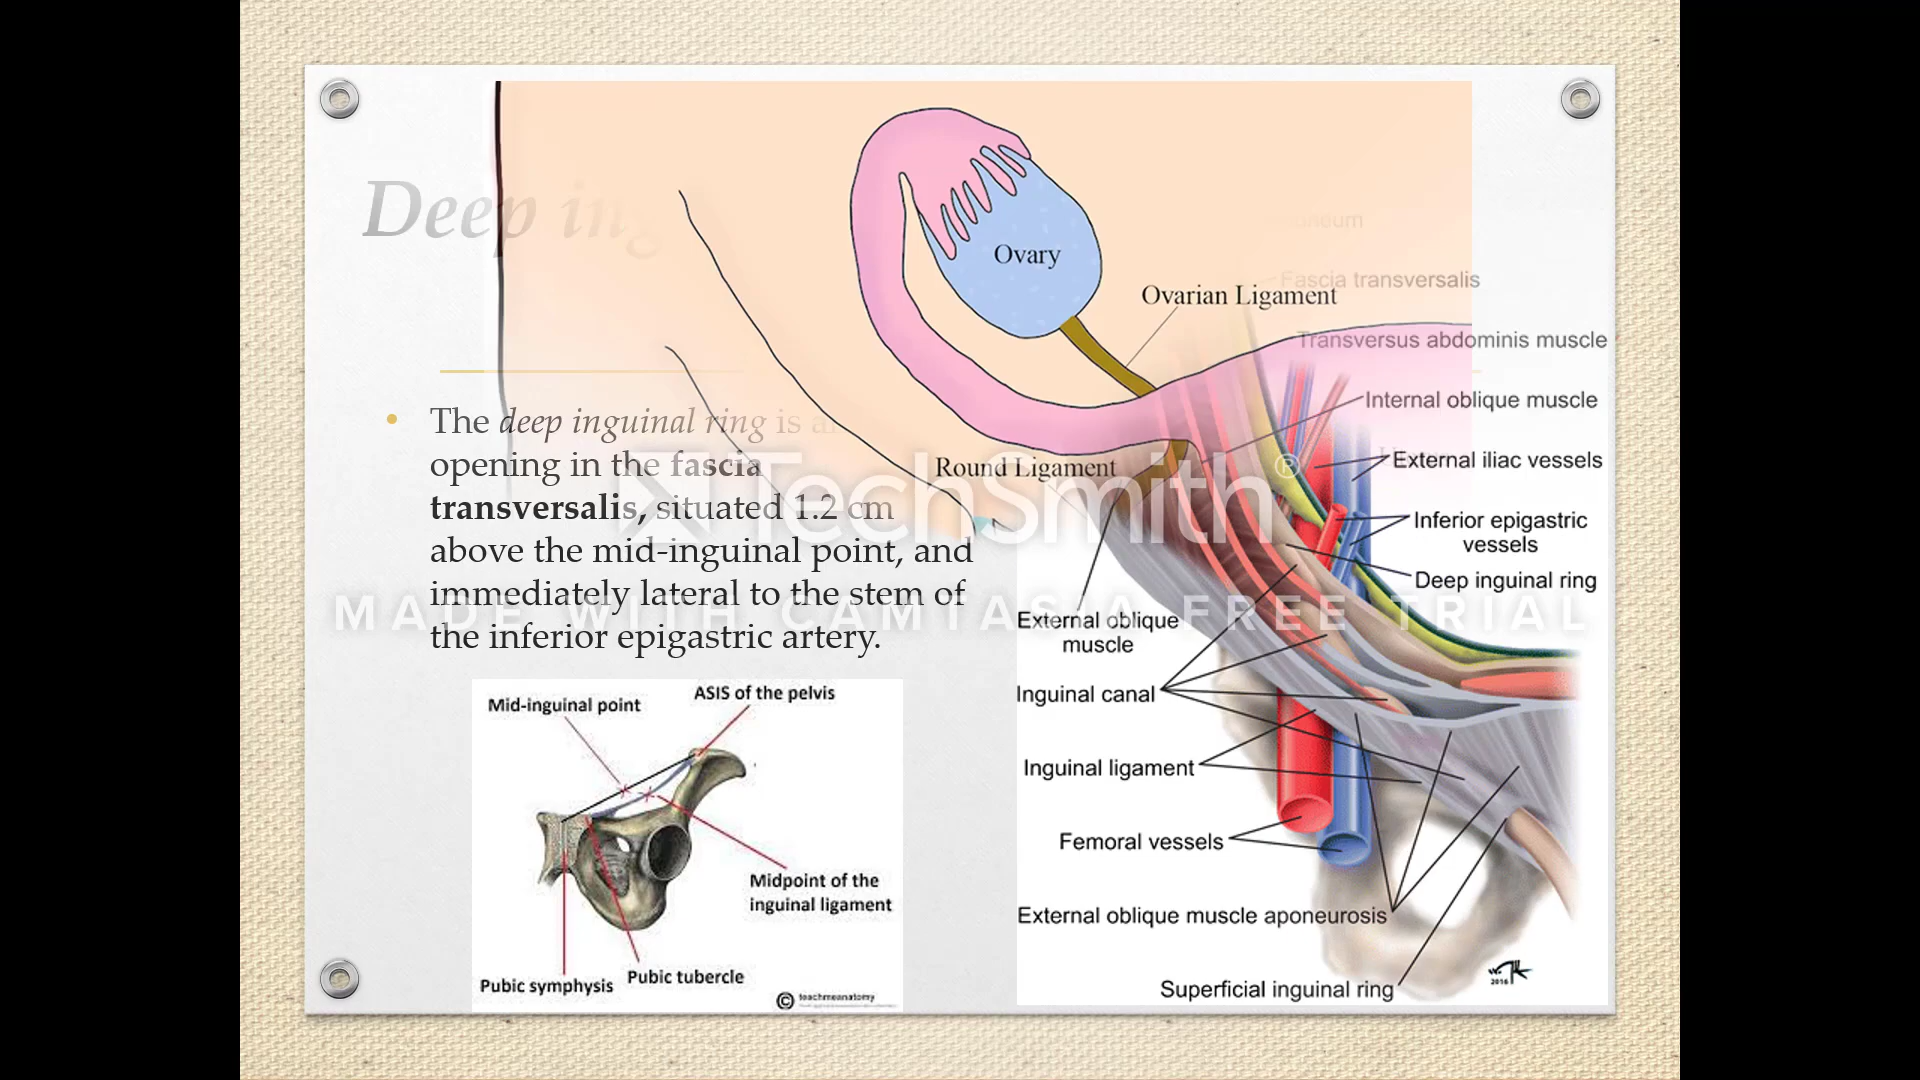 Deep ing
• The deep inguinal ring is a
opening in the fascia
transversalis, situated 1.2 cm
above the mid-inguinal point, and
immediately lateral to the stem of
the inferior epigastric artery.
Ovary
Ovarian Ligament
Round Ligament
Fascia transversalis
Transversus abdominis muscle
Internal oblique muscle
External iliac vessels
Inferior epigastric
vessels
Deep inguinal ring
External oblique
muscle
Inguinal canal
Inguinal ligament
Femoral vessels
External oblique muscle aponeurosis
Superficial inguinal ring
2016
Mid-inguinal point
ASIS of the pelvis
Midpoint of the
inguinal ligament
Pubic symphysis
Pubic tubercle
© teachmeanatomy
TechSmith®
MADE WITH CAMTASIA FREE TRIAL